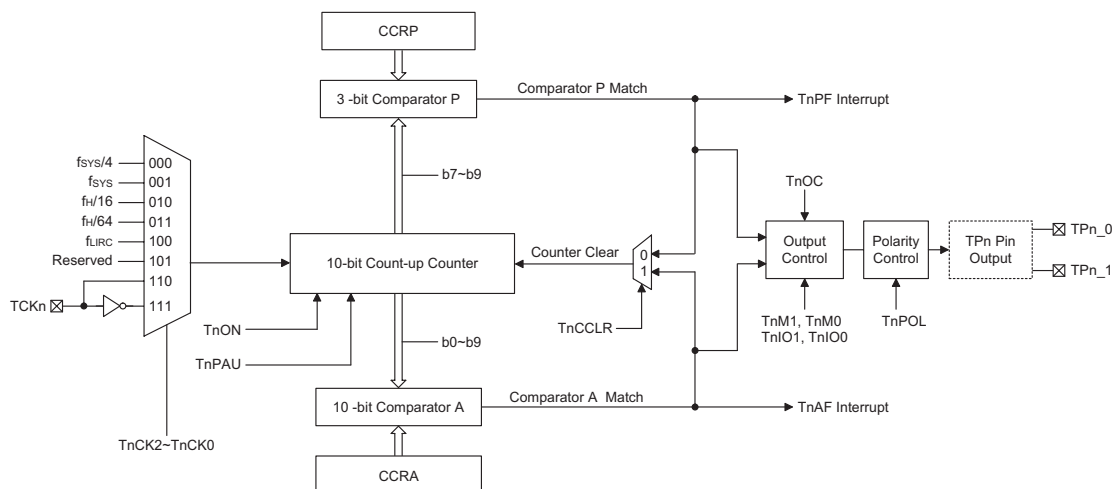 CCRP
3 -bit Comparator P
Comparator P Match
TnPF Interrupt
fSYS/4
000
fSYS
001
fH/16
010
fH/64
011
fLIRC
100
Reserved
101
110
TCKn
111
b7~b9
10-bit Count-up Counter
Counter Clear
0
1
TnOC
Output
Control
Polarity
Control
TPn Pin
Output
TPn_0
TPn_1
TnON
TnPAU
TnCCLR
TnM1, TnM0
TnIO1, TnIO0
TnPOL
b0~b9
10 -bit Comparator A
Comparator A Match
TnAF Interrupt
TnCK2~TnCK0
CCRA